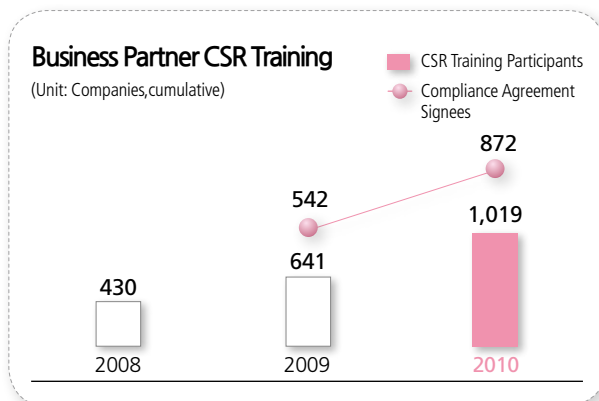 Business Partner CSR Training
(Unit: Companies,cumulative)
CSR Training Participants
Compliance Agreement
Signees
872
542
1,019
641
430
2008
2009
2010